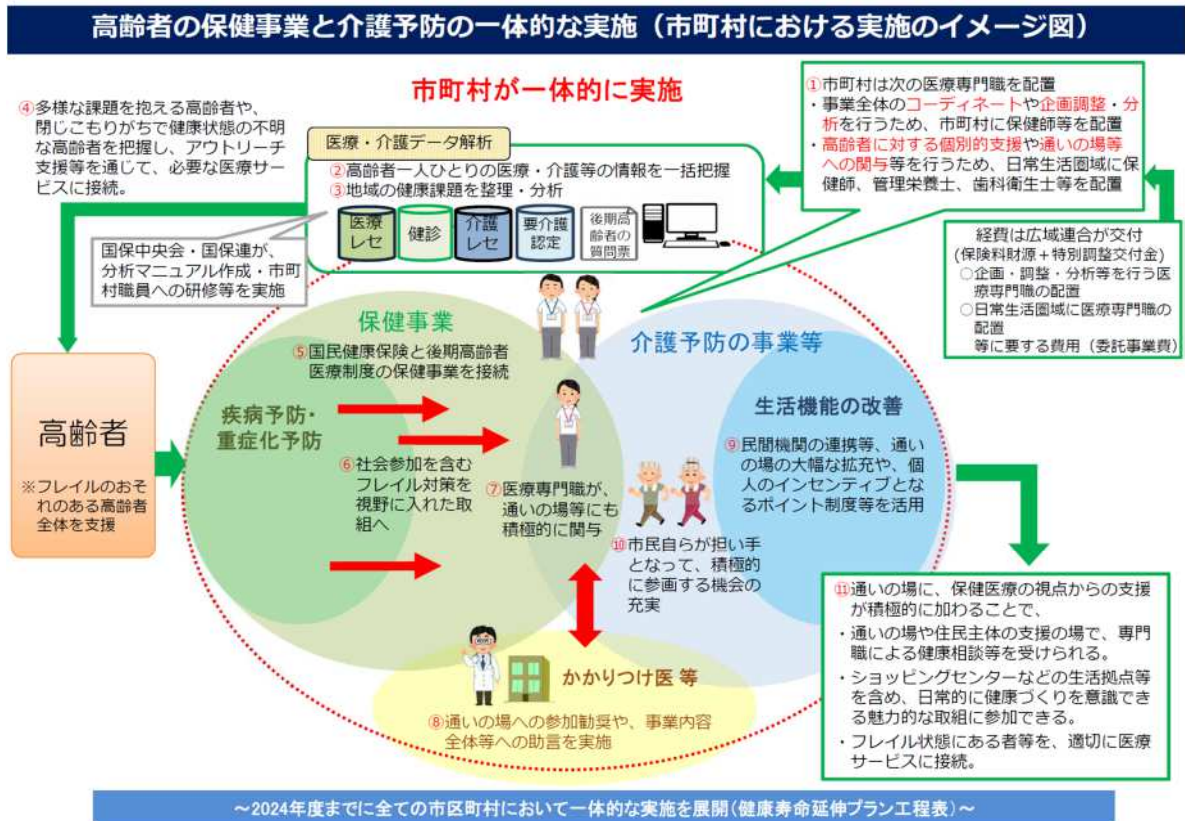 高齢者の保健事業と介護予防の一体的な実施（市町村における実施のイメージ図）
市町村が一体的に実施
④多様な課題を抱える高齢者や、
閉じこもりがちで健康状態の不明
な高齢者を把握し、アウトリーチ
支援等を通じて、必要な医療サー
ビスに接続。
医療・介護データ解析
②高齢者一人ひとりの医療・介護等の情報を一括把握
③地域の健康課題を整理・分析
医療
レセ
健診
介護
レセ
要介護
認定
後期高
齢者の
質問票
①市町村は次の医療専門職を配置
・事業全体のコーディネートや企画調整・分
析を行うため、市町村に保健師等を配置
・高齢者に対する個別的支援や通いの場等
への関与等を行うため、日常生活圏域に保
健師、管理栄養士、歯科衛生士等を配置
国保中央会・国保連が、
分析マニュアル作成・市町
村職員への研修等を実施
経費は広域連合が交付
(保険料財源＋特別調整交付金)
○企画・調整・分析等を行う医
療専門職の配置
○日常生活圏域に医療専門職の
配置
等に要する費用（委託事業費）
高齢者
※フレイルのおそ
れのある高齢者
全体を支援
保健事業
⑤国民健康保険と後期高齢者
医療制度の保健事業を接続
疾病予防・
重症化予防
⑥社会参加を含む
フレイル対策を
視野に入れた取
組へ
⑦医療専門職が、
通いの場等にも
積極的に関与
介護予防の事業等
生活機能の改善
⑨民間機関の連携等、通い
の場の大幅な拡充や、個
人のインセンティブとな
るポイント制度等を活用
⑩市民自らが担い手
となって、積極的
に参画する機会の
充実
かかりつけ医 等
⑧通いの場への参加勧奨や、事業内容
全体等への助言を実施
⑪通いの場に、保健医療の視点からの支援
が積極的に加わることで、
・通いの場や住民主体の支援の場で、専門
職による健康相談等を受けられる。
・ショッピングセンターなどの生活拠点等
を含め、日常的に健康づくりを意識でき
る魅力的な取組に参加できる。
・フレイル状態にある者等を、適切に医療
サービスに接続。
～2024年度までに全ての市区町村において一体的な実施を展開（健康寿命延伸プラン工程表）～